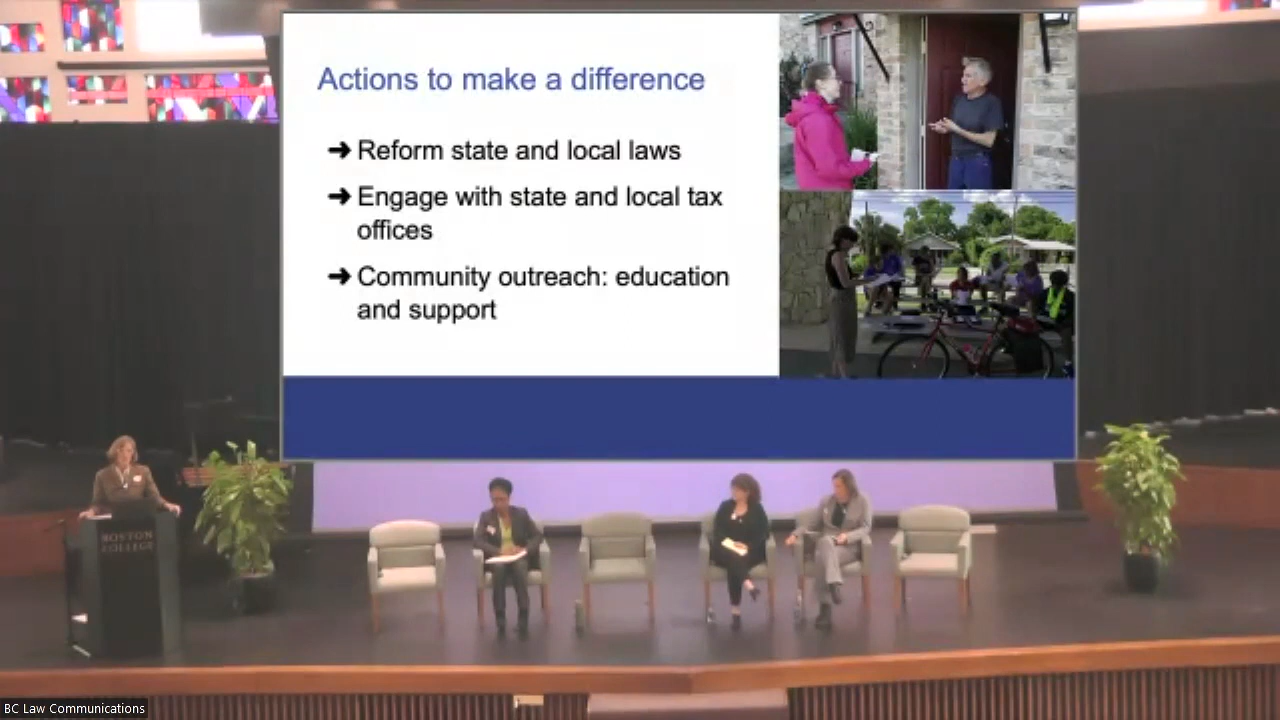 Actions to make a difference
➜ Reform state and local laws
➜ Engage with state and local tax
offices
➜ Community outreach: education
and support
BOSTON
COLLEGE
BC Law Communications